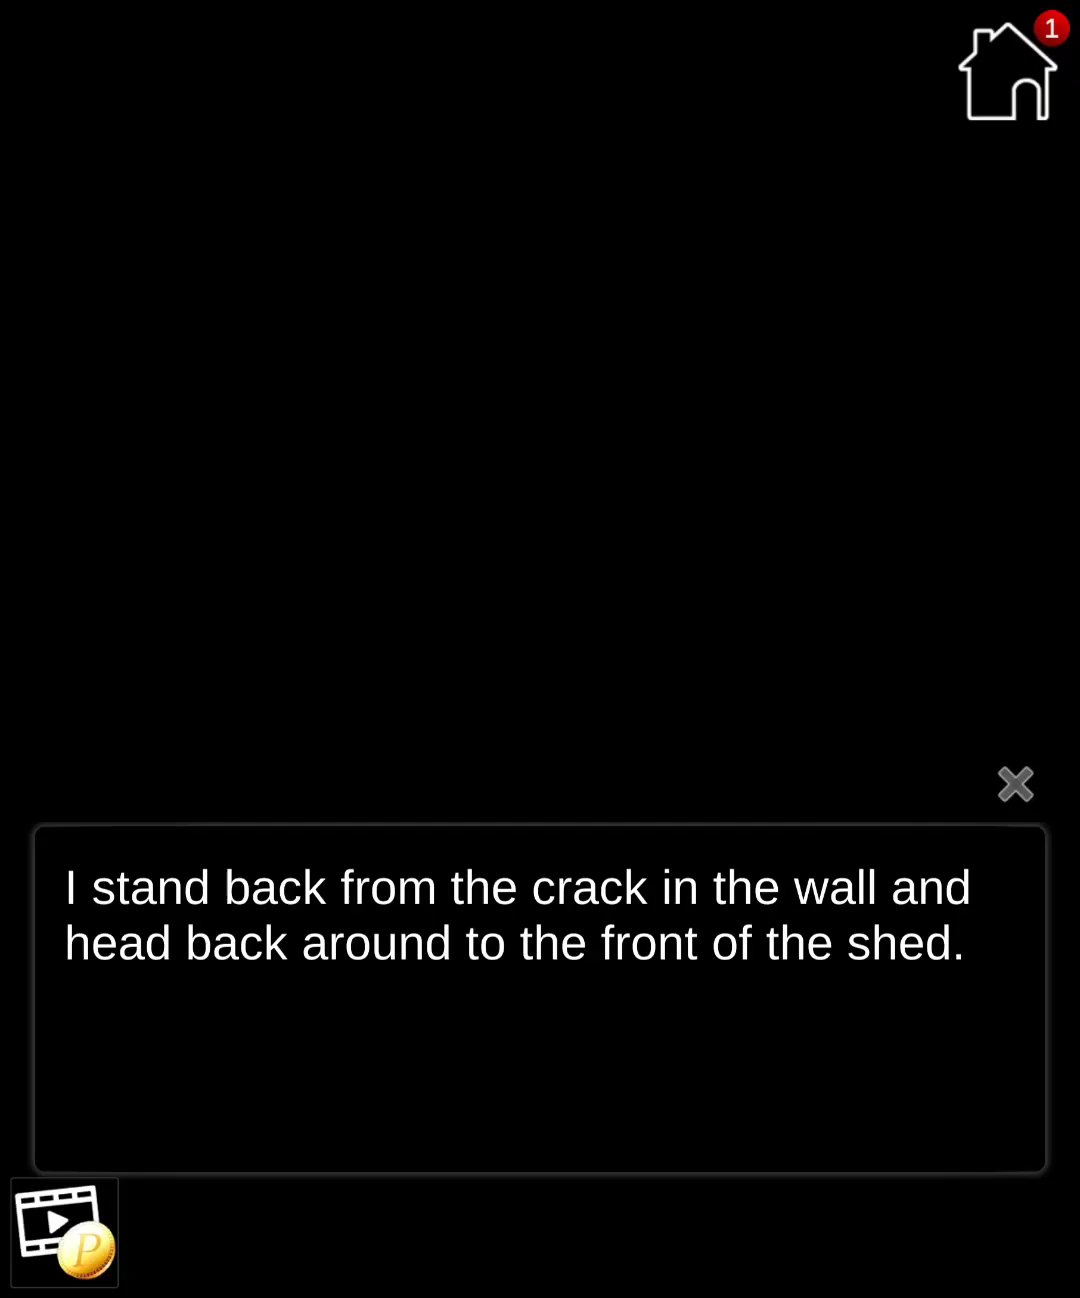 1
I stand back from the crack in the wall and
head back around to the front of the shed.
P